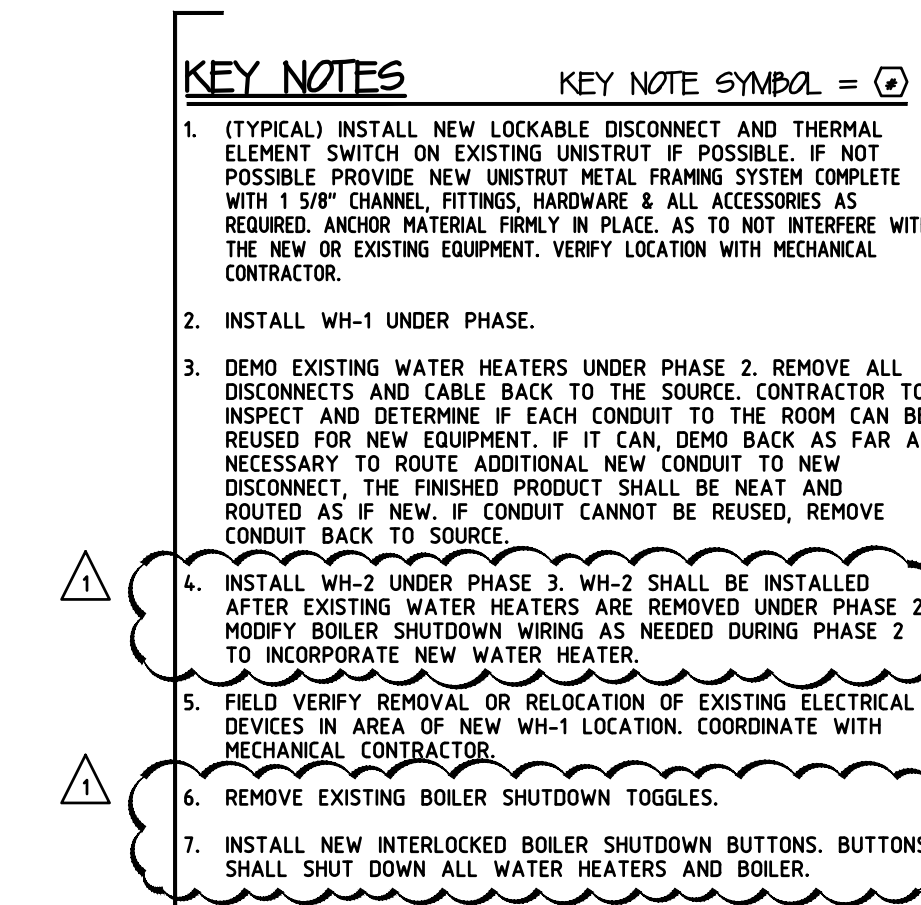 KEY NOTES KEY NOTE SYMBOL = #
1. (TYPICAL) INSTALL NEW LOCKABLE DISCONNECT AND THERMAL
ELEMENT SWITCH ON EXISTING UNISTRUT IF POSSIBLE. IF NOT
POSSIBLE PROVIDE NEW UNISTRUT METAL FRAMING SYSTEM COMPLETE
WITH 1 5/8" CHANNEL, FITTINGS, HARDWARE & ALL ACCESSORIES AS
REQUIRED. ANCHOR MATERIAL FIRMLY IN PLACE. AS TO NOT INTERFERE WIT
THE NEW OR EXISTING EQUIPMENT. VERIFY LOCATION WITH MECHANICAL
CONTRACTOR.
2. INSTALL WH-1 UNDER PHASE.
3. DEMO EXISTING WATER HEATERS UNDER PHASE 2. REMOVE ALL
DISCONNECTS AND CABLE BACK TO THE SOURCE. CONTRACTOR TO
INSPECT AND DETERMINE IF EACH CONDUIT TO THE ROOM CAN BE
REUSED FOR NEW EQUIPMENT. IF IT CAN, DEMO BACK AS FAR A
NECESSARY TO ROUTE ADDITIONAL NEW CONDUIT TO NEW
DISCONNECT, THE FINISHED PRODUCT SHALL BE NEAT AND
ROUTED AS IF NEW. IF CONDUIT CANNOT BE REUSED, REMOVE
CONDUIT BACK TO SOURCE.
1
4. INSTALL WH-2 UNDER PHASE 3. WH-2 SHALL BE INSTALLED
AFTER EXISTING WATER HEATERS ARE REMOVED UNDER PHASE 2
MODIFY BOILER SHUTDOWN WIRING AS NEEDED DURING PHASE 2
TO INCORPORATE NEW WATER HEATER.
5. FIELD VERIFY REMOVAL OR RELOCATION OF EXISTING ELECTRICAL
DEVICES IN AREA OF NEW WH-1 LOCATION. COORDINATE WITH
MECHANICAL CONTRACTOR.
1
6. REMOVE EXISTING BOILER SHUTDOWN TOGGLES.
7. INSTALL NEW INTERLOCKED BOILER SHUTDOWN BUTTONS. BUTTONS
SHALL SHUT DOWN ALL WATER HEATERS AND BOILER.